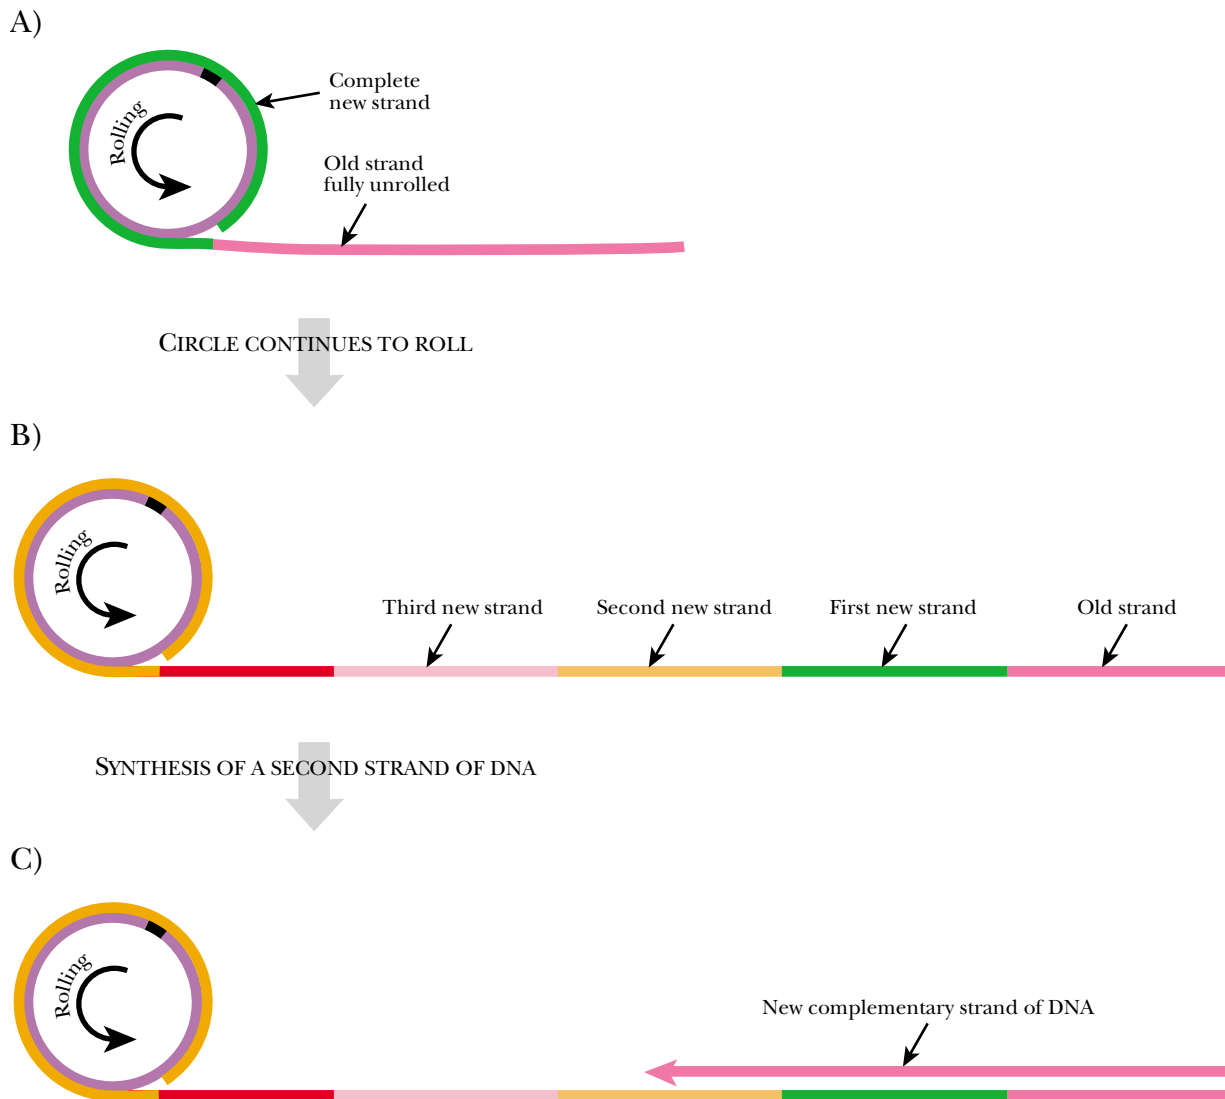 A)
Complete
new strand
Rolling
Old strand
fully unrolled
CIRCLE CONTINUES TO ROLL
B)
Rolling
Third new strand
Second new strand
First new strand
Old strand
SYNTHESIS OF A SECOND STRAND OF DNA
C)
Rolling
New complementary strand of DNA